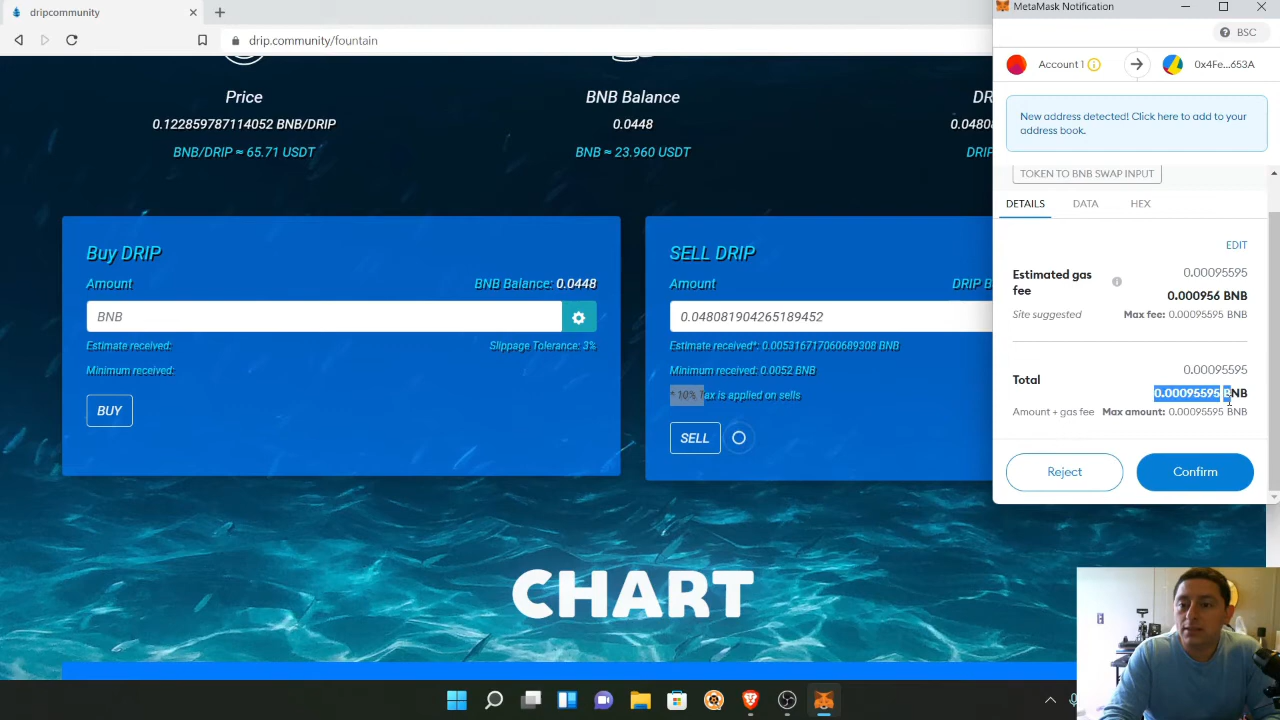 dripcommunity
drip.community/fountain
Price
0.122859787114052 BNB/DRIP
BNB/DRIP ≈ 65.71 USDT
BNB Balance
0.0448
BNB ≈ 23.960 USDT
DR
0.0480
DRIP
Buy DRIP
Amount
BNB Balance: 0.0448
BNB
Estimate received:
Slippage Tolerance: 3%
Minimum received:
BUY
SELL DRIP
Amount
DRIP B
0.048081904265189452
Estimate received*: 0.005316717060689308 BNB
Minimum received: 0.0052 BNB
* 10% Tax is applied on sells
SELL
CHART
MetaMask Notification
BSC
Account 1
0x4Fe...653A
New address detected! Click here to add to your
address book.
TOKEN TO BNB SWAP INPUT
DETAILS
DATA
HEX
EDIT
Estimated gas
fee
0.00095595
0.000956 BNB
Site suggested
Max fee: 0.00095595 BNB
0.00095595
Total
0.00095595 BNB
Amount + gas fee
Max amount: 0.00095595 BNB
Reject
Confirm